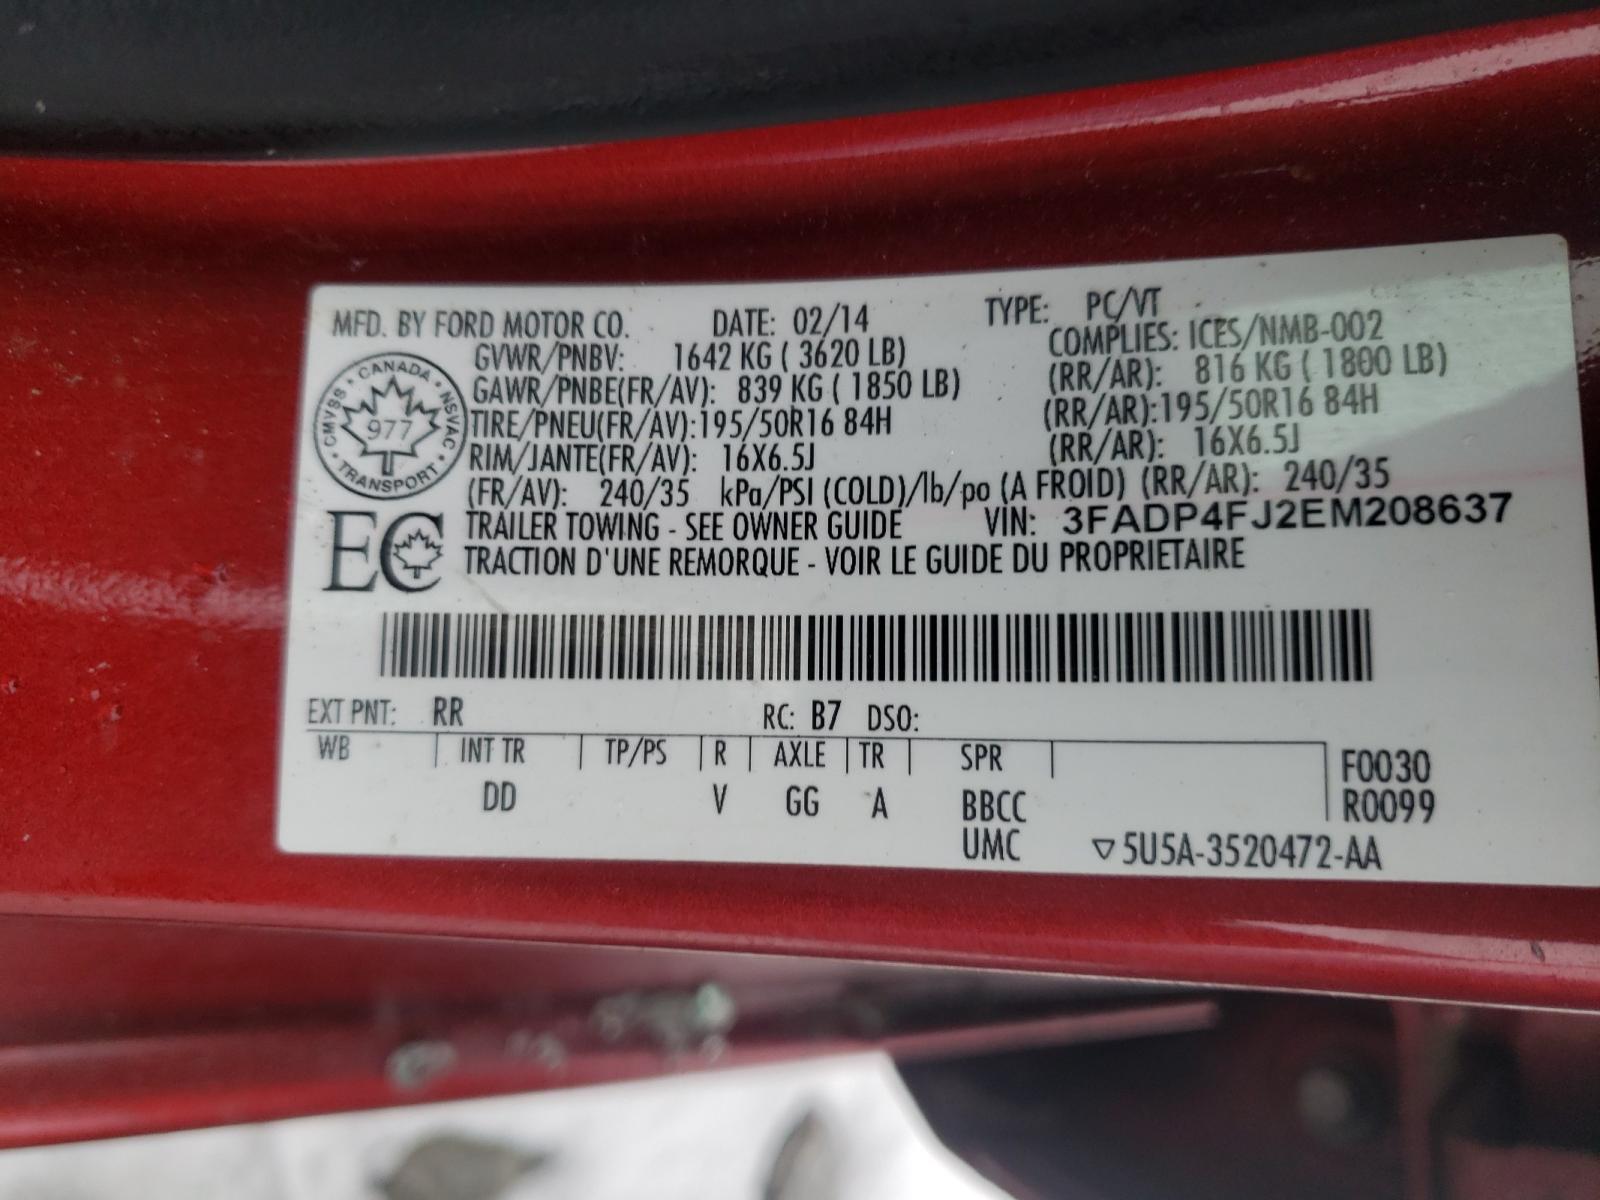 MFD. BY FORD MOTOR CO. DATE: 02/14 TYPE: PC/VT
GVWR/PNBV: 1642 KG ( 3620 LB) COMPLIES: ICES/NMB-002
GAWR/PNBE(FR/AV): 839 KG ( 1850 LB) (RR/AR): 816 KG ( 1800 LB)
TIRE/PNEU(FR/AV):195/50R16 84H (RR/AR):195/50R16 84H
RIM/JANTE(FR/AV): 16X6.5J (RR/AR): 16X6.5J
(FR/AV): 240/35 kPa/PSI (COLD)/lb/po (A FROID) (RR/AR): 240/35
TRAILER TOWING - SEE OWNER GUIDE VIN: 3FADP4FJ2EM208637
TRACTION D'UNE REMORQUE - VOIR LE GUIDE DU PROPRIETAIRE
CANADA
CMVSS • NSVAC
977
TRANSPORT
EC
EXT PNT: RR RC: B7 DSO:
WB INT TR TP/PS R AXLE TR SPR F0030
DD V GG A BBCC R0099
UMC ▽5U5A-3520472-AA